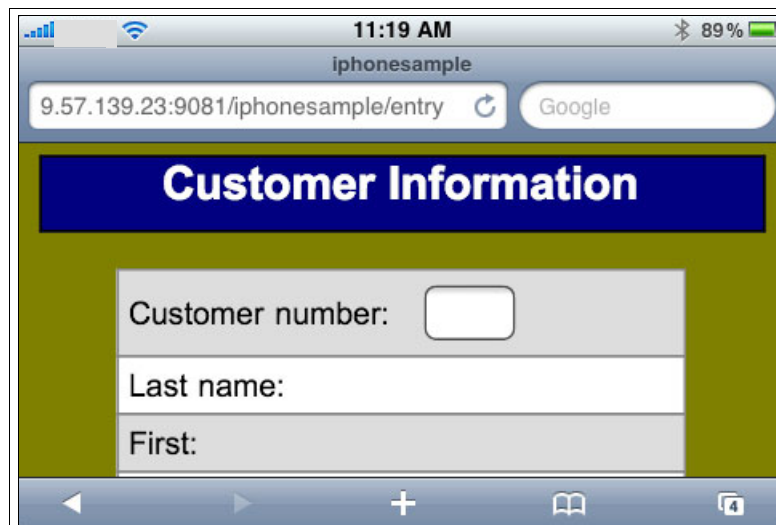 11:19 AM
89%
iphonesample
9.57.139.23:9081/iphonesample/entry
Google
Customer Information
Customer number:
Last name:
First:
4